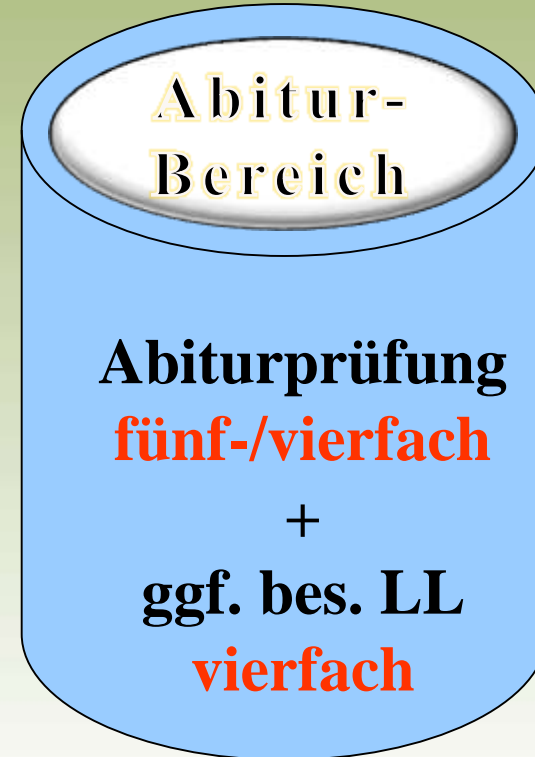 Abitur-
Bereich
Abiturprüfung
fünf-/vierfach
+
ggf. bes. LL
vierfach